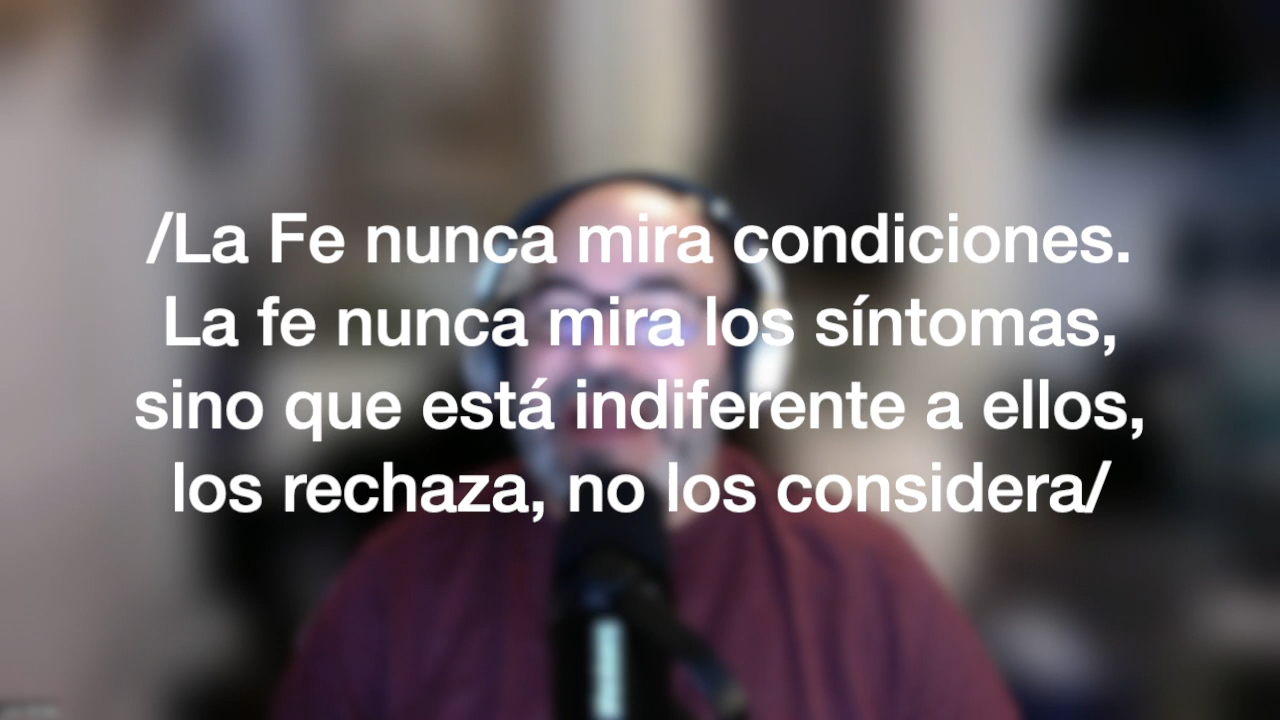 /La Fe nunca mira condiciones.
La fe nunca mira los síntomas,
sino que está indiferente a ellos,
los rechaza, no los considera/